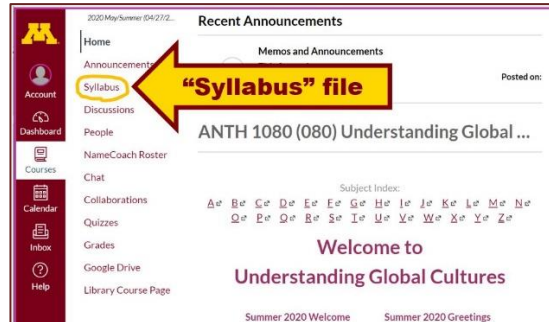 2020 May/Summer (04/27/2...
Home
Announcements
Syllabus
Discussions
People
NameCoach Roster
Chat
Collaborations
Quizzes
Grades
Google Drive
Library Course Page
M
Account
Dashboard
Courses
Calendar
Inbox
Help
Recent Announcements
Memos and Announcements
Posted on:
“Syllabus” file
ANTH 1080 (080) Understanding Global ...
Subject Index:
A B C D E F G H I J K L M N
O P Q R S T U V W X Y Z
Welcome to
Understanding Global Cultures
Summer 2020 Welcome Summer 2020 Greetings